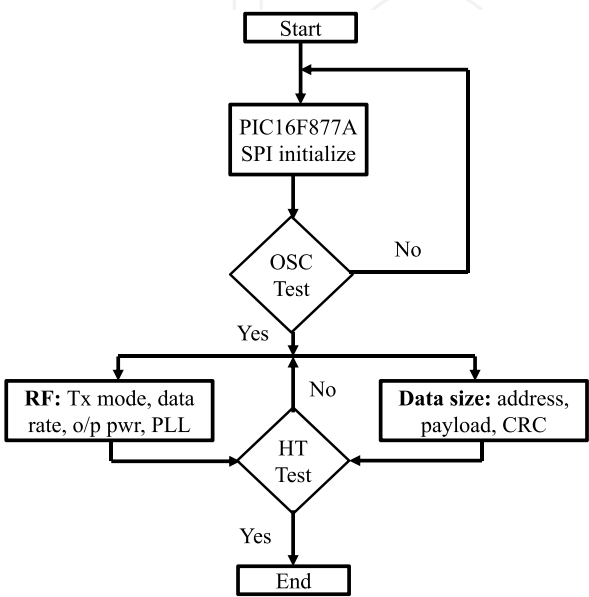 Start
PIC16F877A
SPI initialize
No
OSC
Test
Yes
RF: Tx mode, data
rate, o/p pwr, PLL
No
Data size: address,
payload, CRC
HT
Test
Yes
End